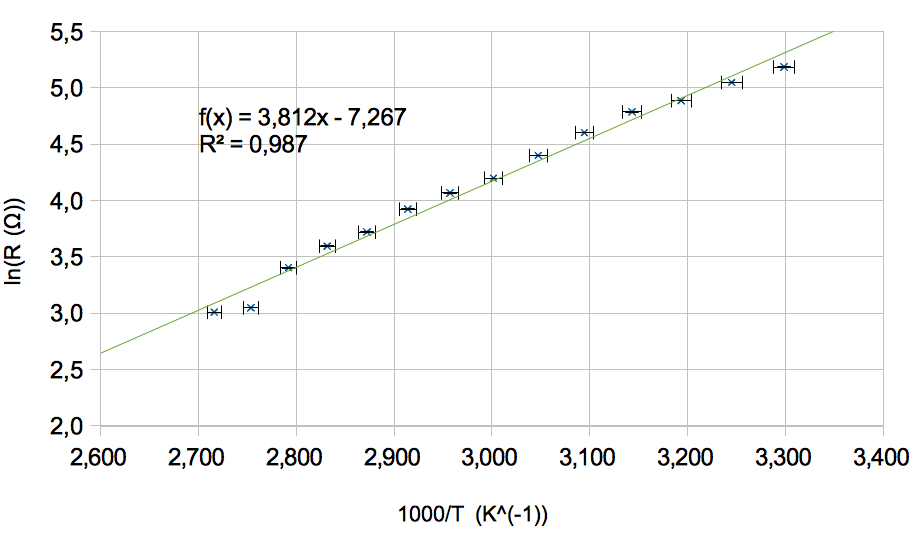 5,5
5,0
4,5
4,0
3,5
3,0
2,5
2,0
ln(R (Ω))
f(x) = 3,812x - 7,267
R² = 0,987
2,600 2,700 2,800 2,900 3,000 3,100 3,200 3,300 3,400
1000/T (K^(-1))